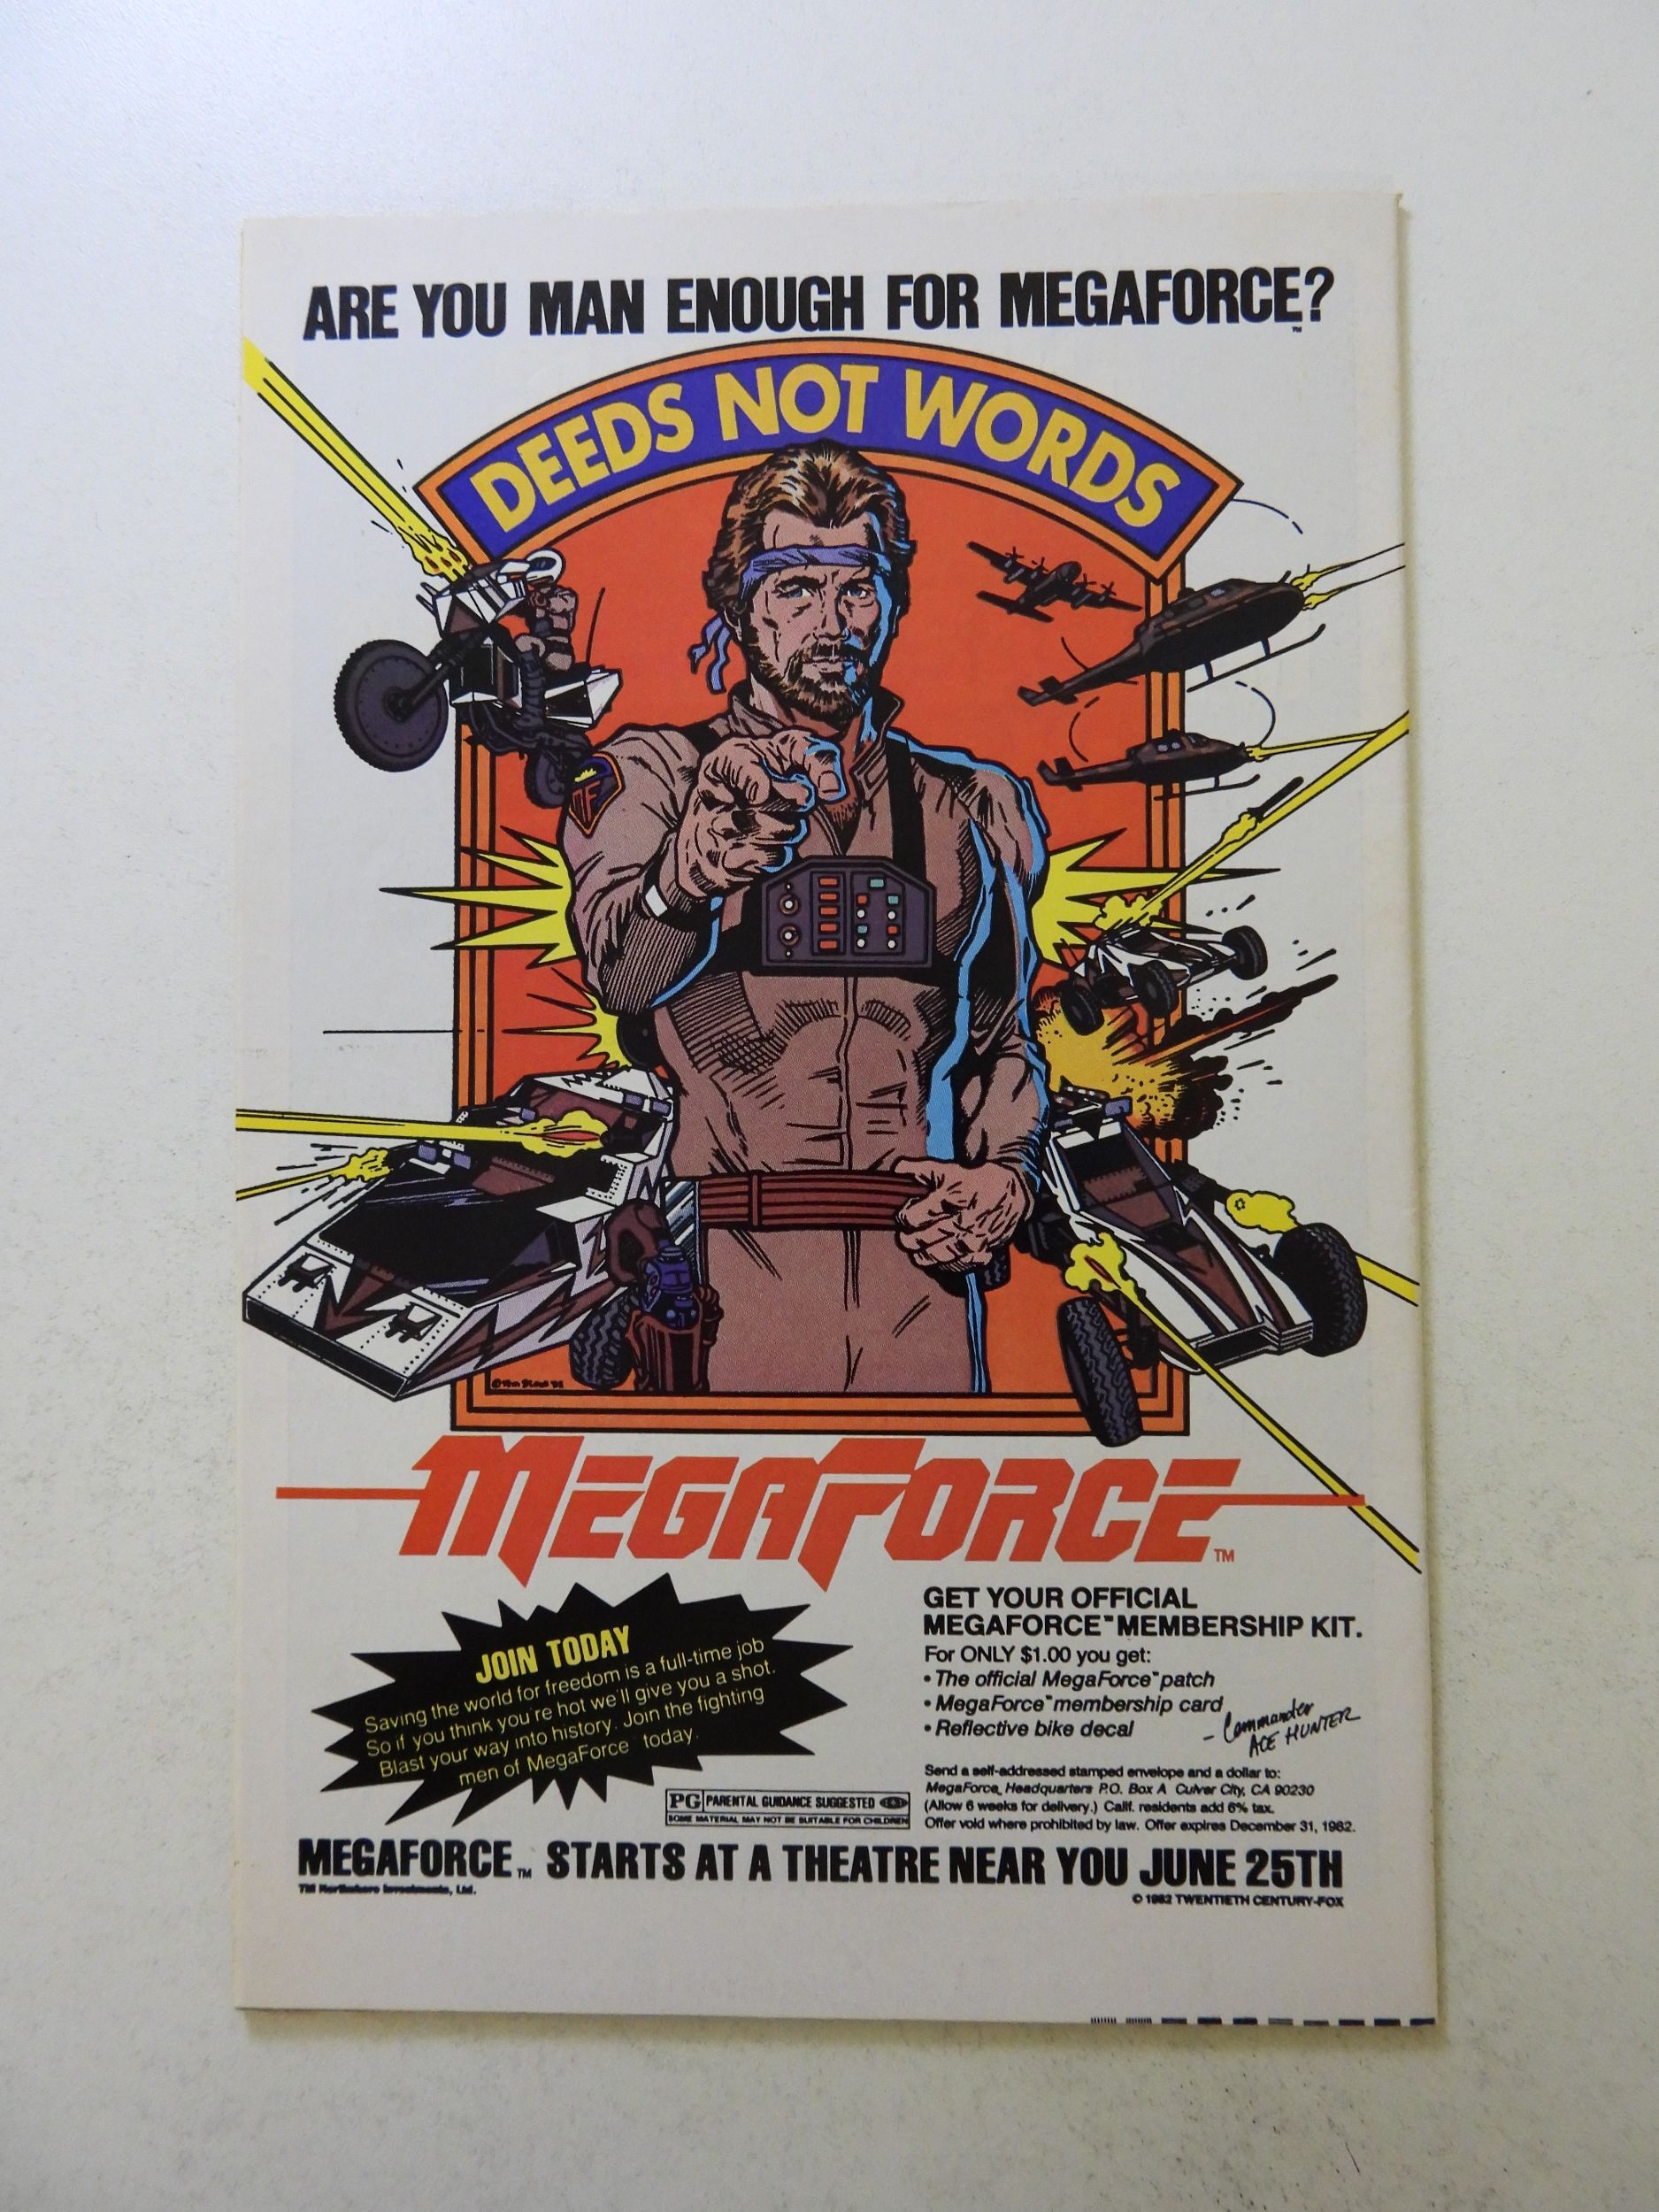 ARE YOU MAN ENOUGH FOR MEGAFORCE?™
DEEDS NOT WORDS
MF
MEGAFORCE™
JOIN TODAY
Saving the world for freedom is a full-time job
So if you think you're hot we'll give you a shot.
Blast your way into history. Join the fighting
men of MegaForce today.
GET YOUR OFFICIAL
MEGAFORCE™ MEMBERSHIP KIT.
For ONLY $1.00 you get:
• The official MegaForce™ patch
• MegaForce™ membership card
• Reflective bike decal
- Commander
ACE HUNTER
Send a self-addressed stamped envelope and a dollar to:
MegaForce™ Headquarters P.O. Box A Culver City, CA 90230
(Allow 6 weeks for delivery.) Calif. residents add 6% tax.
Offer void where prohibited by law. Offer expires December 31, 1982.
PG PARENTAL GUIDANCE SUGGESTED
SOME MATERIAL MAY NOT BE SUITABLE FOR CHILDREN
MEGAFORCE™ STARTS AT A THEATRE NEAR YOU JUNE 25TH
TM Northshore Investments, Ltd.
© 1982 TWENTIETH CENTURY-FOX